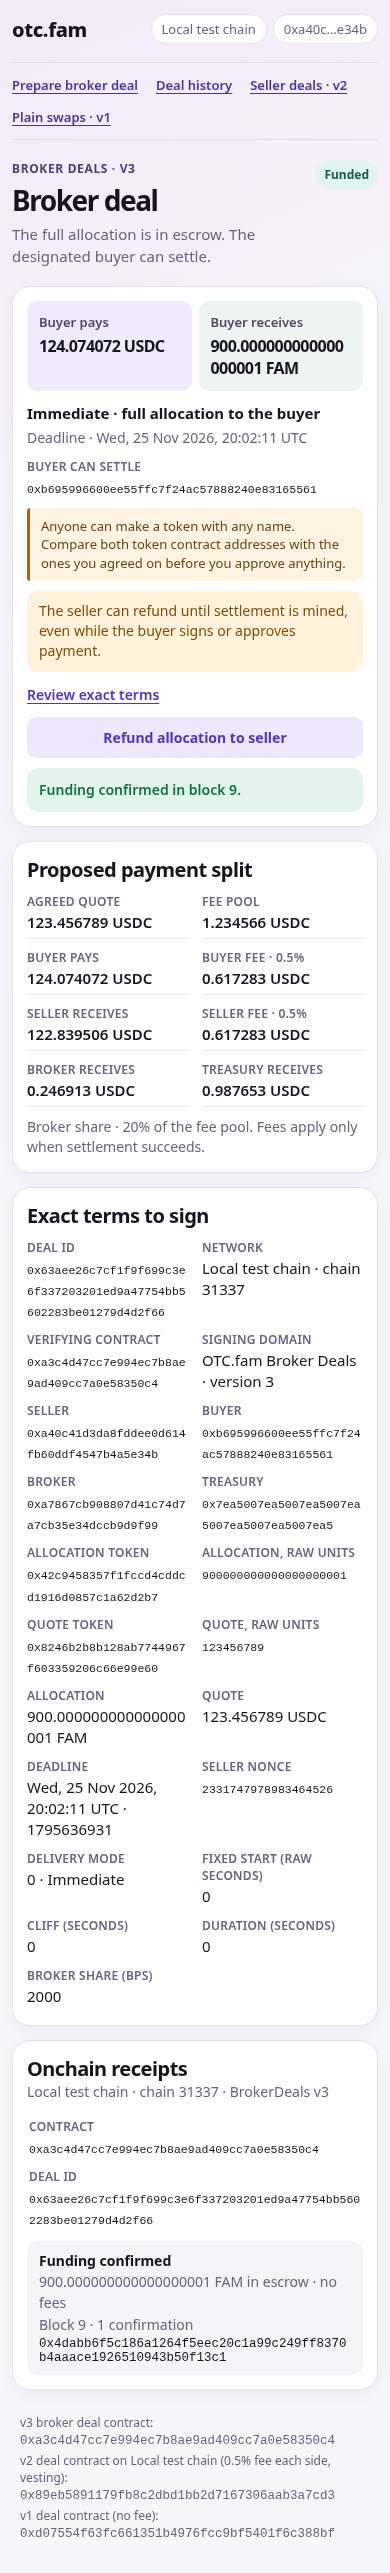 otc.fam
Local test chain
0xa40c…e34b
Prepare broker deal
Deal history
Seller deals · v2
Plain swaps · v1
BROKER DEALS · V3
Funded
Broker deal
The full allocation is in escrow. The
designated buyer can settle.
Buyer pays
124.074072 USDC
Buyer receives
900.000000000000
000001 FAM
Immediate · full allocation to the buyer
Deadline · Wed, 25 Nov 2026, 20:02:11 UTC
BUYER CAN SETTLE
0xb695996600ee55ffc7f24ac57888240e83165561
Anyone can make a token with any name.
Compare both token contract addresses with the
ones you agreed on before you approve anything.
The seller can refund until settlement is mined,
even while the buyer signs or approves
payment.
Review exact terms
Refund allocation to seller
Funding confirmed in block 9.
Proposed payment split
AGREED QUOTE
123.456789 USDC
FEE POOL
1.234566 USDC
BUYER PAYS
124.074072 USDC
BUYER FEE · 0.5%
0.617283 USDC
SELLER RECEIVES
122.839506 USDC
SELLER FEE · 0.5%
0.617283 USDC
BROKER RECEIVES
0.246913 USDC
TREASURY RECEIVES
0.987653 USDC
Broker share · 20% of the fee pool. Fees apply only
when settlement succeeds.
Exact terms to sign
DEAL ID
0x63aee26c7cf1f9f699c3e
6f337203201ed9a47754bb5
602283be01279d4d2f66
NETWORK
Local test chain · chain
31337
VERIFYING CONTRACT
0xa3c4d47cc7e994ec7b8ae
9ad409cc7a0e58350c4
SIGNING DOMAIN
OTC.fam Broker Deals
· version 3
SELLER
0xa40c41d3da8fddee0d614
fb60ddf4547b4a5e34b
BUYER
0xb695996600ee55ffc7f24
ac57888240e83165561
BROKER
0xa7867cb908807d41c74d7
a7cb35e34dccb9d9f99
TREASURY
0x7ea5007ea5007ea5007ea
5007ea5007ea5007ea5
ALLOCATION TOKEN
0x42c9458357f1fccd4cddc
d1916d0857c1a62d2b7
ALLOCATION, RAW UNITS
900000000000000000001
QUOTE TOKEN
0x8246b2b8b128ab7744967
f603359206c66e99e60
QUOTE, RAW UNITS
123456789
ALLOCATION
900.000000000000000
001 FAM
QUOTE
123.456789 USDC
DEADLINE
Wed, 25 Nov 2026,
20:02:11 UTC ·
1795636931
SELLER NONCE
2331747978983464526
DELIVERY MODE
0 · Immediate
FIXED START (RAW
SECONDS)
0
CLIFF (SECONDS)
0
DURATION (SECONDS)
0
BROKER SHARE (BPS)
2000
Onchain receipts
Local test chain · chain 31337 · BrokerDeals v3
CONTRACT
0xa3c4d47cc7e994ec7b8ae9ad409cc7a0e58350c4
DEAL ID
0x63aee26c7cf1f9f699c3e6f337203201ed9a47754bb560
2283be01279d4d2f66
Funding confirmed
900.000000000000000001 FAM in escrow · no
fees
Block 9 · 1 confirmation
0x4dabb6f5c186a1264f5eec20c1a99c249ff8370
b4aaace1926510943b50f13c1
v3 broker deal contract:
0xa3c4d47cc7e994ec7b8ae9ad409cc7a0e58350c4
v2 deal contract on Local test chain (0.5% fee each side,
vesting):
0x89eb5891179fb8c2dbd1bb2d7167306aab3a7cd3
v1 deal contract (no fee):
0xd07554f63fc661351b4976fcc9bf5401f6c388bf